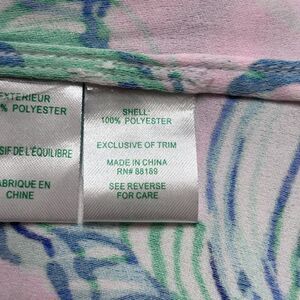 EXTÉRIEUR
% POLYESTER
SIF DE L'ÉQUILIBRE
ABRIQUE EN
CHINE
SHELL:
100% POLYESTER
EXCLUSIVE OF TRIM
MADE IN CHINA
RN# 88189
SEE REVERSE
FOR CARE